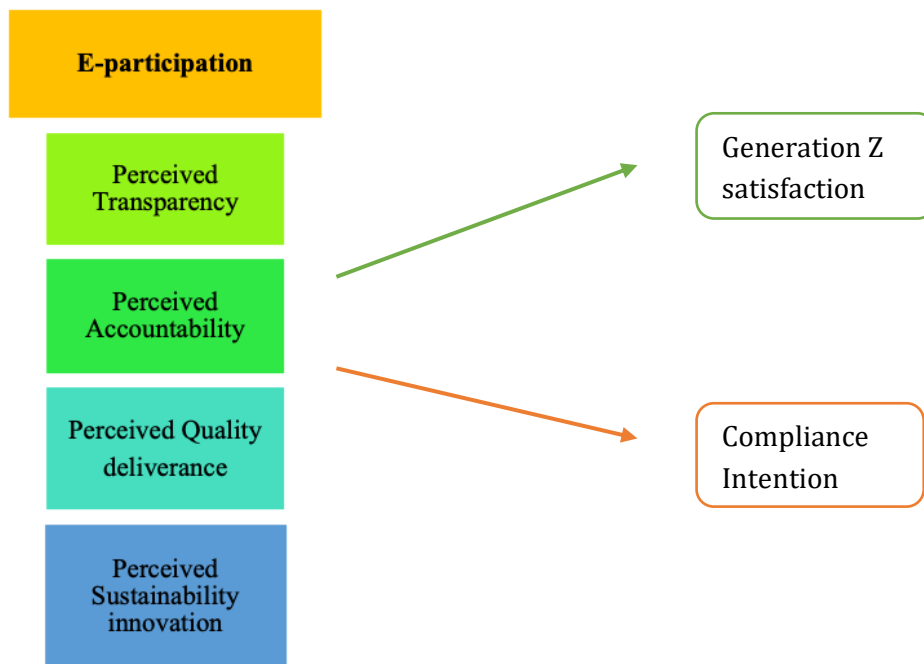 E-participation
Perceived
Transparency
Perceived
Accountability
Perceived Quality
deliverance
Perceived
Sustainability
innovation
Generation Z
satisfaction
Compliance
Intention